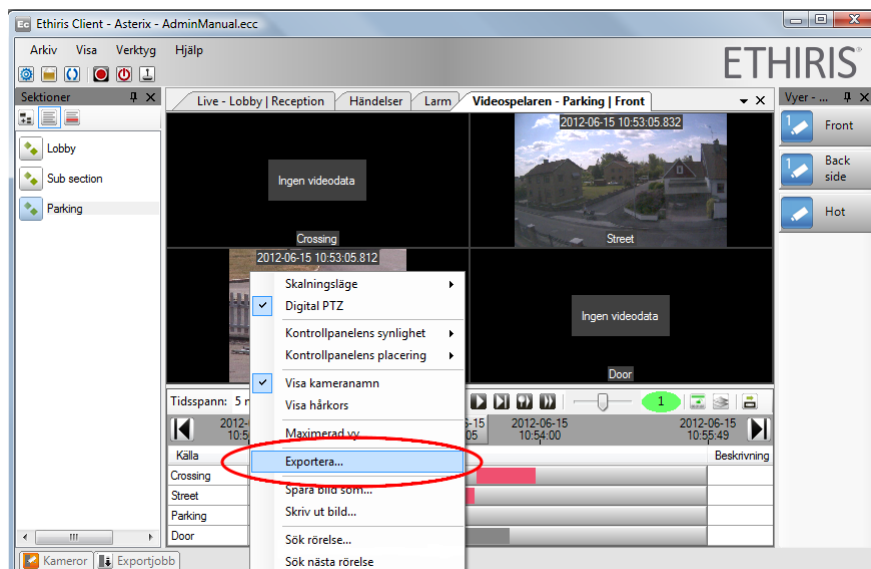 Ethiris Client - Asterix - AdminManual.ecc
Arkiv Visa Verktyg Hjälp
ETHIRIS
Sektioner
Live - Lobby | Reception Händelser Larm Videospelaren - Parking | Front
Vyer - ...
Lobby
Sub section
Parking
2012-06-15 10:53:05.832
Ingen videodata
Crossing
Street
1 Front
1 Back side
Hot
2012-06-15 10:53:05.812
Ingen videodata
Door
Skalningsläge
Digital PTZ
Kontrollpanelens synlighet
Kontrollpanelens placering
Visa kameranamn
Visa hårkors
Maximerad vy
Exportera...
Spara bild som...
Skriv ut bild...
Sök rörelse...
Sök nästa rörelse
Tidsspann: 5
1
2012-06-15
10:54:00
2012-06-15
10:55:49
Källa Beskrivning
Crossing
Street
Parking
Door
Kameror Exportjobb